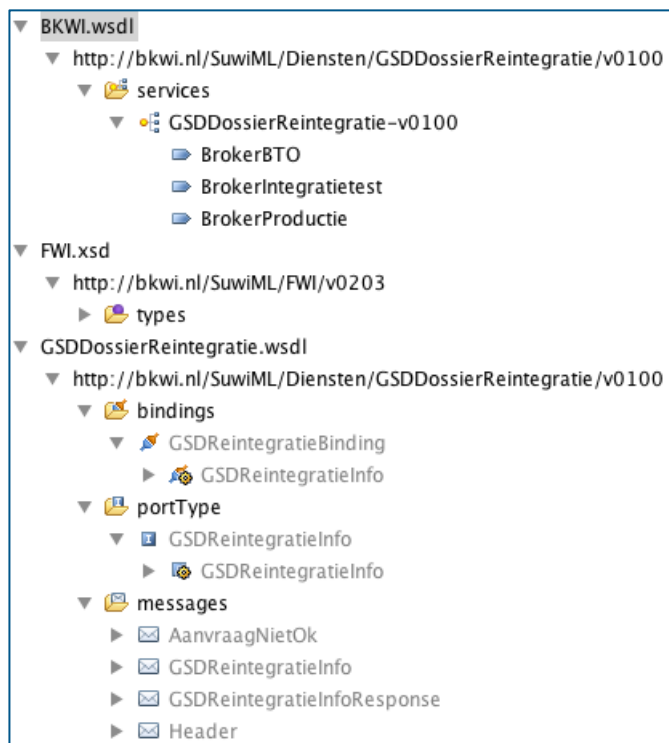 BKWI.wsdl
http://bkwi.nl/SuwiML/Diensten/GSDDossierReintegratie/v0100
services
GSDDossierReintegratie-v0100
BrokerBTO
BrokerIntegratietest
BrokerProductie
FWI.xsd
http://bkwi.nl/SuwiML/FWI/v0203
types
GSDDossierReintegratie.wsdl
http://bkwi.nl/SuwiML/Diensten/GSDDossierReintegratie/v0100
bindings
GSDReintegratieBinding
GSDReintegratieInfo
portType
GSDReintegratieInfo
GSDReintegratieInfo
messages
AanvraagNietOk
GSDReintegratieInfo
GSDReintegratieInfoResponse
Header